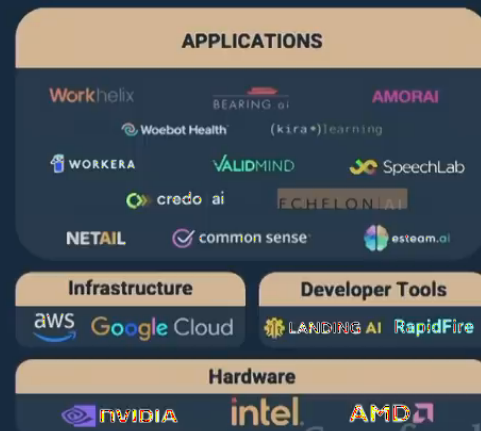 APPLICATIONS
Workhelix BEARING.ai AMORAI
Woebot Health (kira*)learning
WORKERA VALIDMIND SpeechLab
credo ai ECHELON AI
NETAIL common sense esteam.ai
Infrastructure
aws Google Cloud
Developer Tools
LANDING AI RapidFire
Hardware
nVIDIA intel. AMD